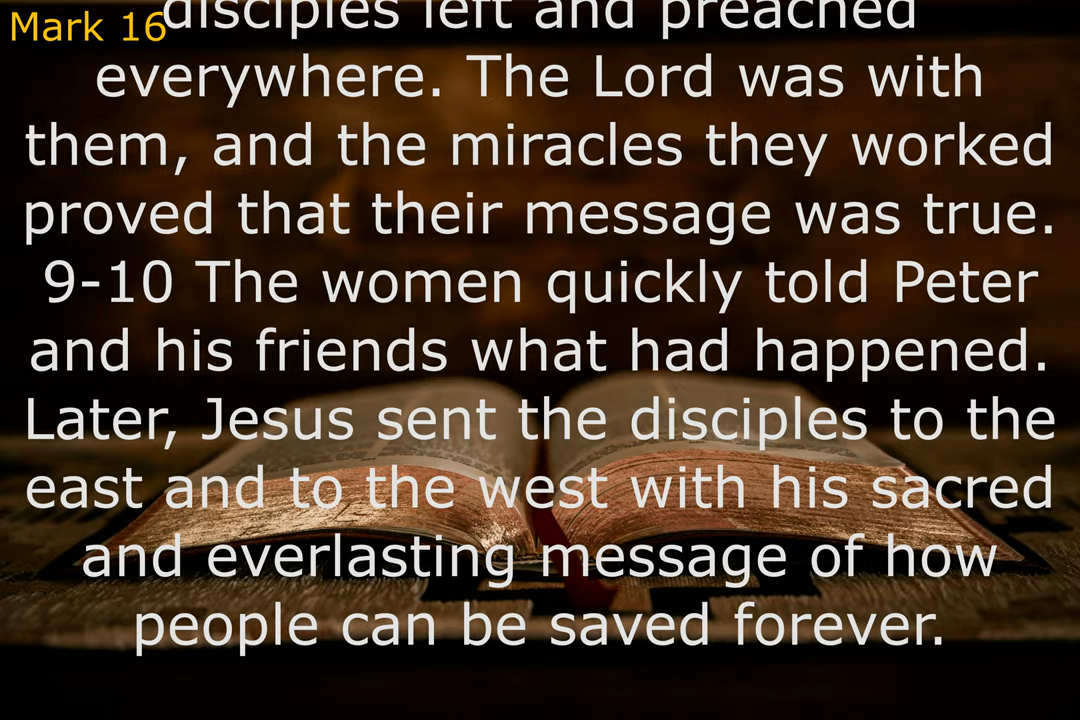 Mark 16
disciples left and preached
everywhere. The Lord was with
them, and the miracles they worked
proved that their message was true.
9-10 The women quickly told Peter
and his friends what had happened.
Later, Jesus sent the disciples to the
east and to the west with his sacred
and everlasting message of how
people can be saved forever.